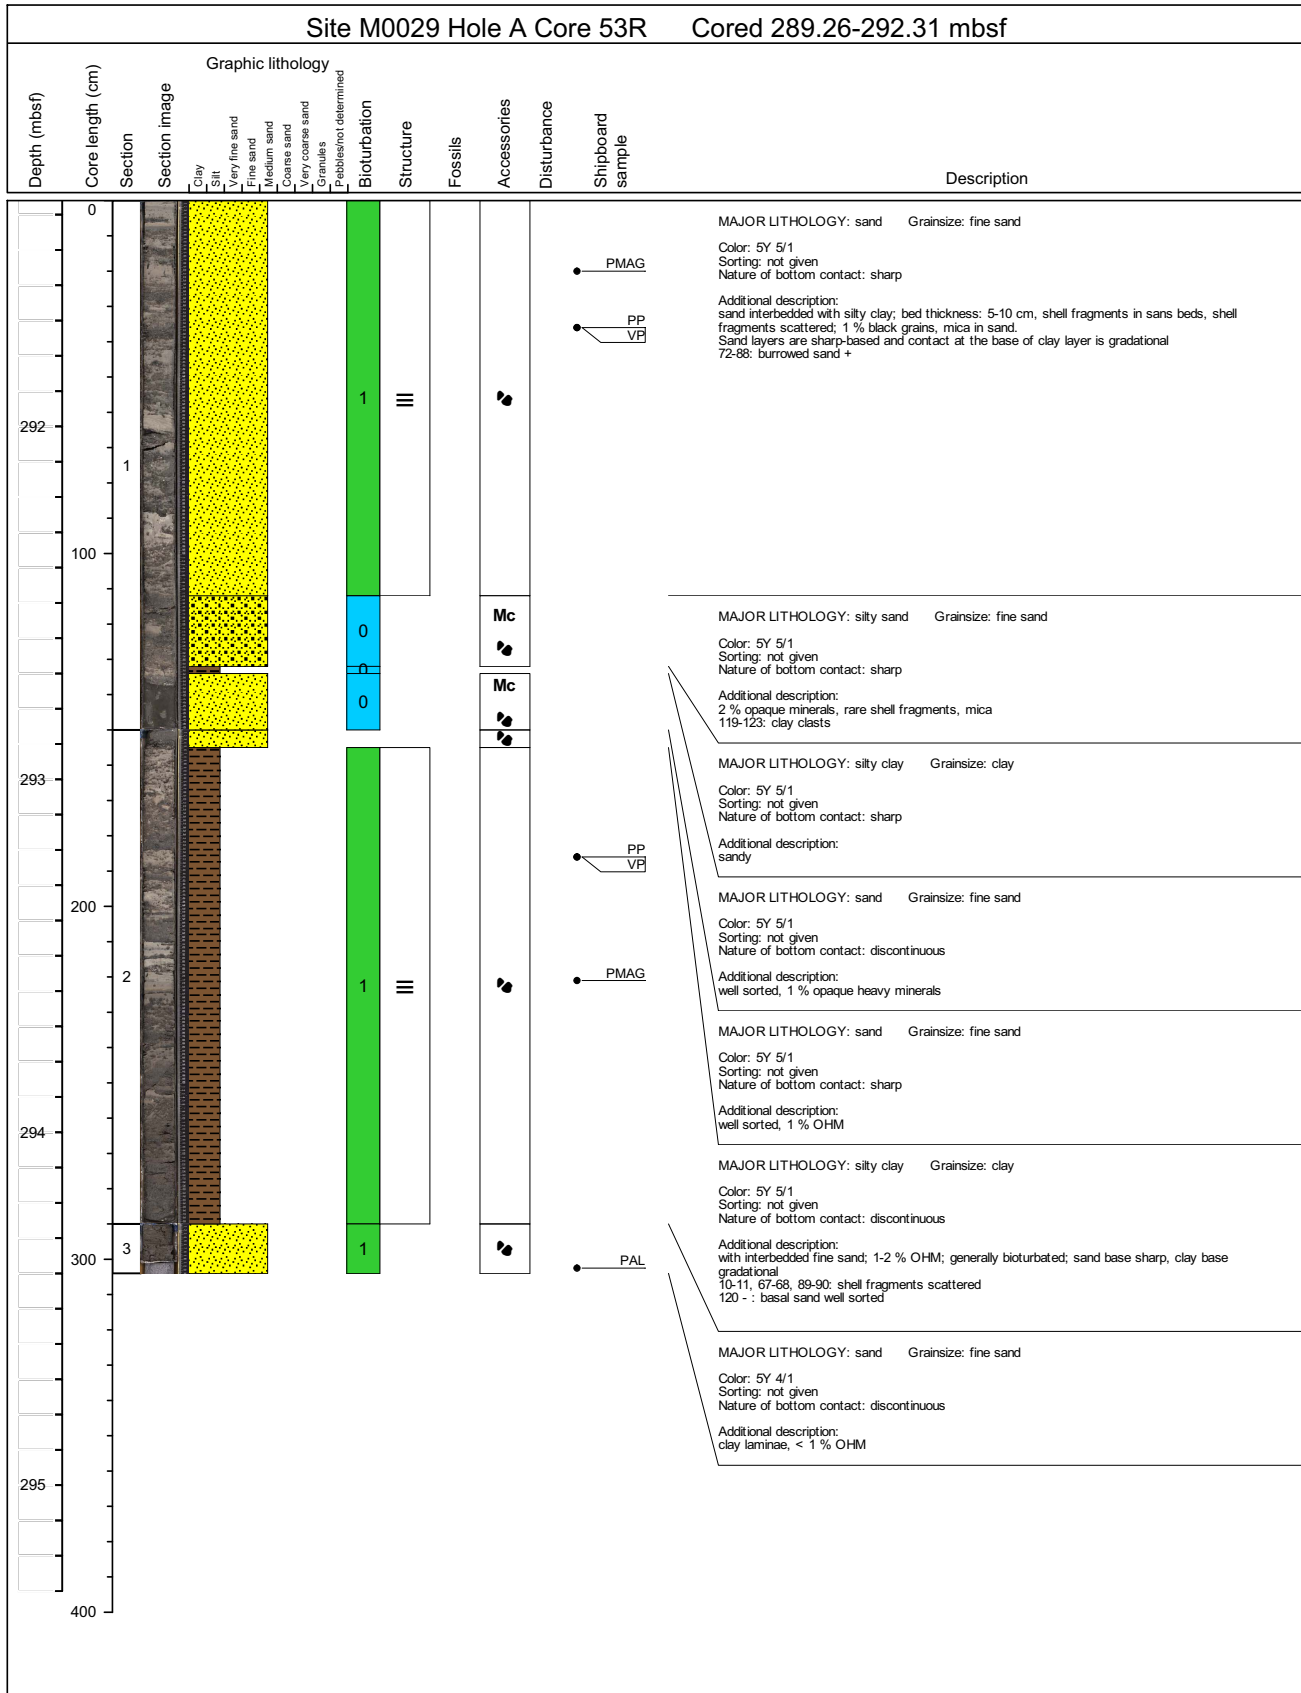 Site M0029 Hole A Core 53R Cored 289.26-292.31 mbsf
Depth (mbsf)
Core length (cm)
Section
Section image
Graphic lithology
Clay
Silt
Very fine sand
Fine sand
Medium sand
Coarse sand
Very coarse sand
Granules
Pebbles/not determined
Bioturbation
Structure
Fossils
Accessories
Disturbance
Shipboard
sample
Description
0
100
200
300
400
292
293
294
295
1
2
3
1
0
0
0
1
1
Mc
Mc
PMAG
PP
VP
PP
VP
PMAG
PAL
MAJOR LITHOLOGY: sand Grainsize: fine sand
Color: 5Y 5/1
Sorting: not given
Nature of bottom contact: sharp
Additional description:
sand interbedded with silty clay; bed thickness: 5-10 cm, shell fragments in sans beds, shell
fragments scattered; 1 % black grains, mica in sand.
Sand layers are sharp-based and contact at the base of clay layer is gradational
72-88: burrowed sand +
MAJOR LITHOLOGY: silty sand Grainsize: fine sand
Color: 5Y 5/1
Sorting: not given
Nature of bottom contact: sharp
Additional description:
2 % opaque minerals, rare shell fragments, mica
119-123: clay clasts
MAJOR LITHOLOGY: silty clay Grainsize: clay
Color: 5Y 5/1
Sorting: not given
Nature of bottom contact: sharp
Additional description:
sandy
MAJOR LITHOLOGY: sand Grainsize: fine sand
Color: 5Y 5/1
Sorting: not given
Nature of bottom contact: discontinuous
Additional description:
well sorted, 1 % opaque heavy minerals
MAJOR LITHOLOGY: sand Grainsize: fine sand
Color: 5Y 5/1
Sorting: not given
Nature of bottom contact: sharp
Additional description:
well sorted, 1 % OHM
MAJOR LITHOLOGY: silty clay Grainsize: clay
Color: 5Y 5/1
Sorting: not given
Nature of bottom contact: discontinuous
Additional description:
with interbedded fine sand; 1-2 % OHM; generally bioturbated; sand base sharp, clay base
gradational
10-11, 67-68, 89-90: shell fragments scattered
120 - : basal sand well sorted
MAJOR LITHOLOGY: sand Grainsize: fine sand
Color: 5Y 4/1
Sorting: not given
Nature of bottom contact: discontinuous
Additional description:
clay laminae, < 1 % OHM